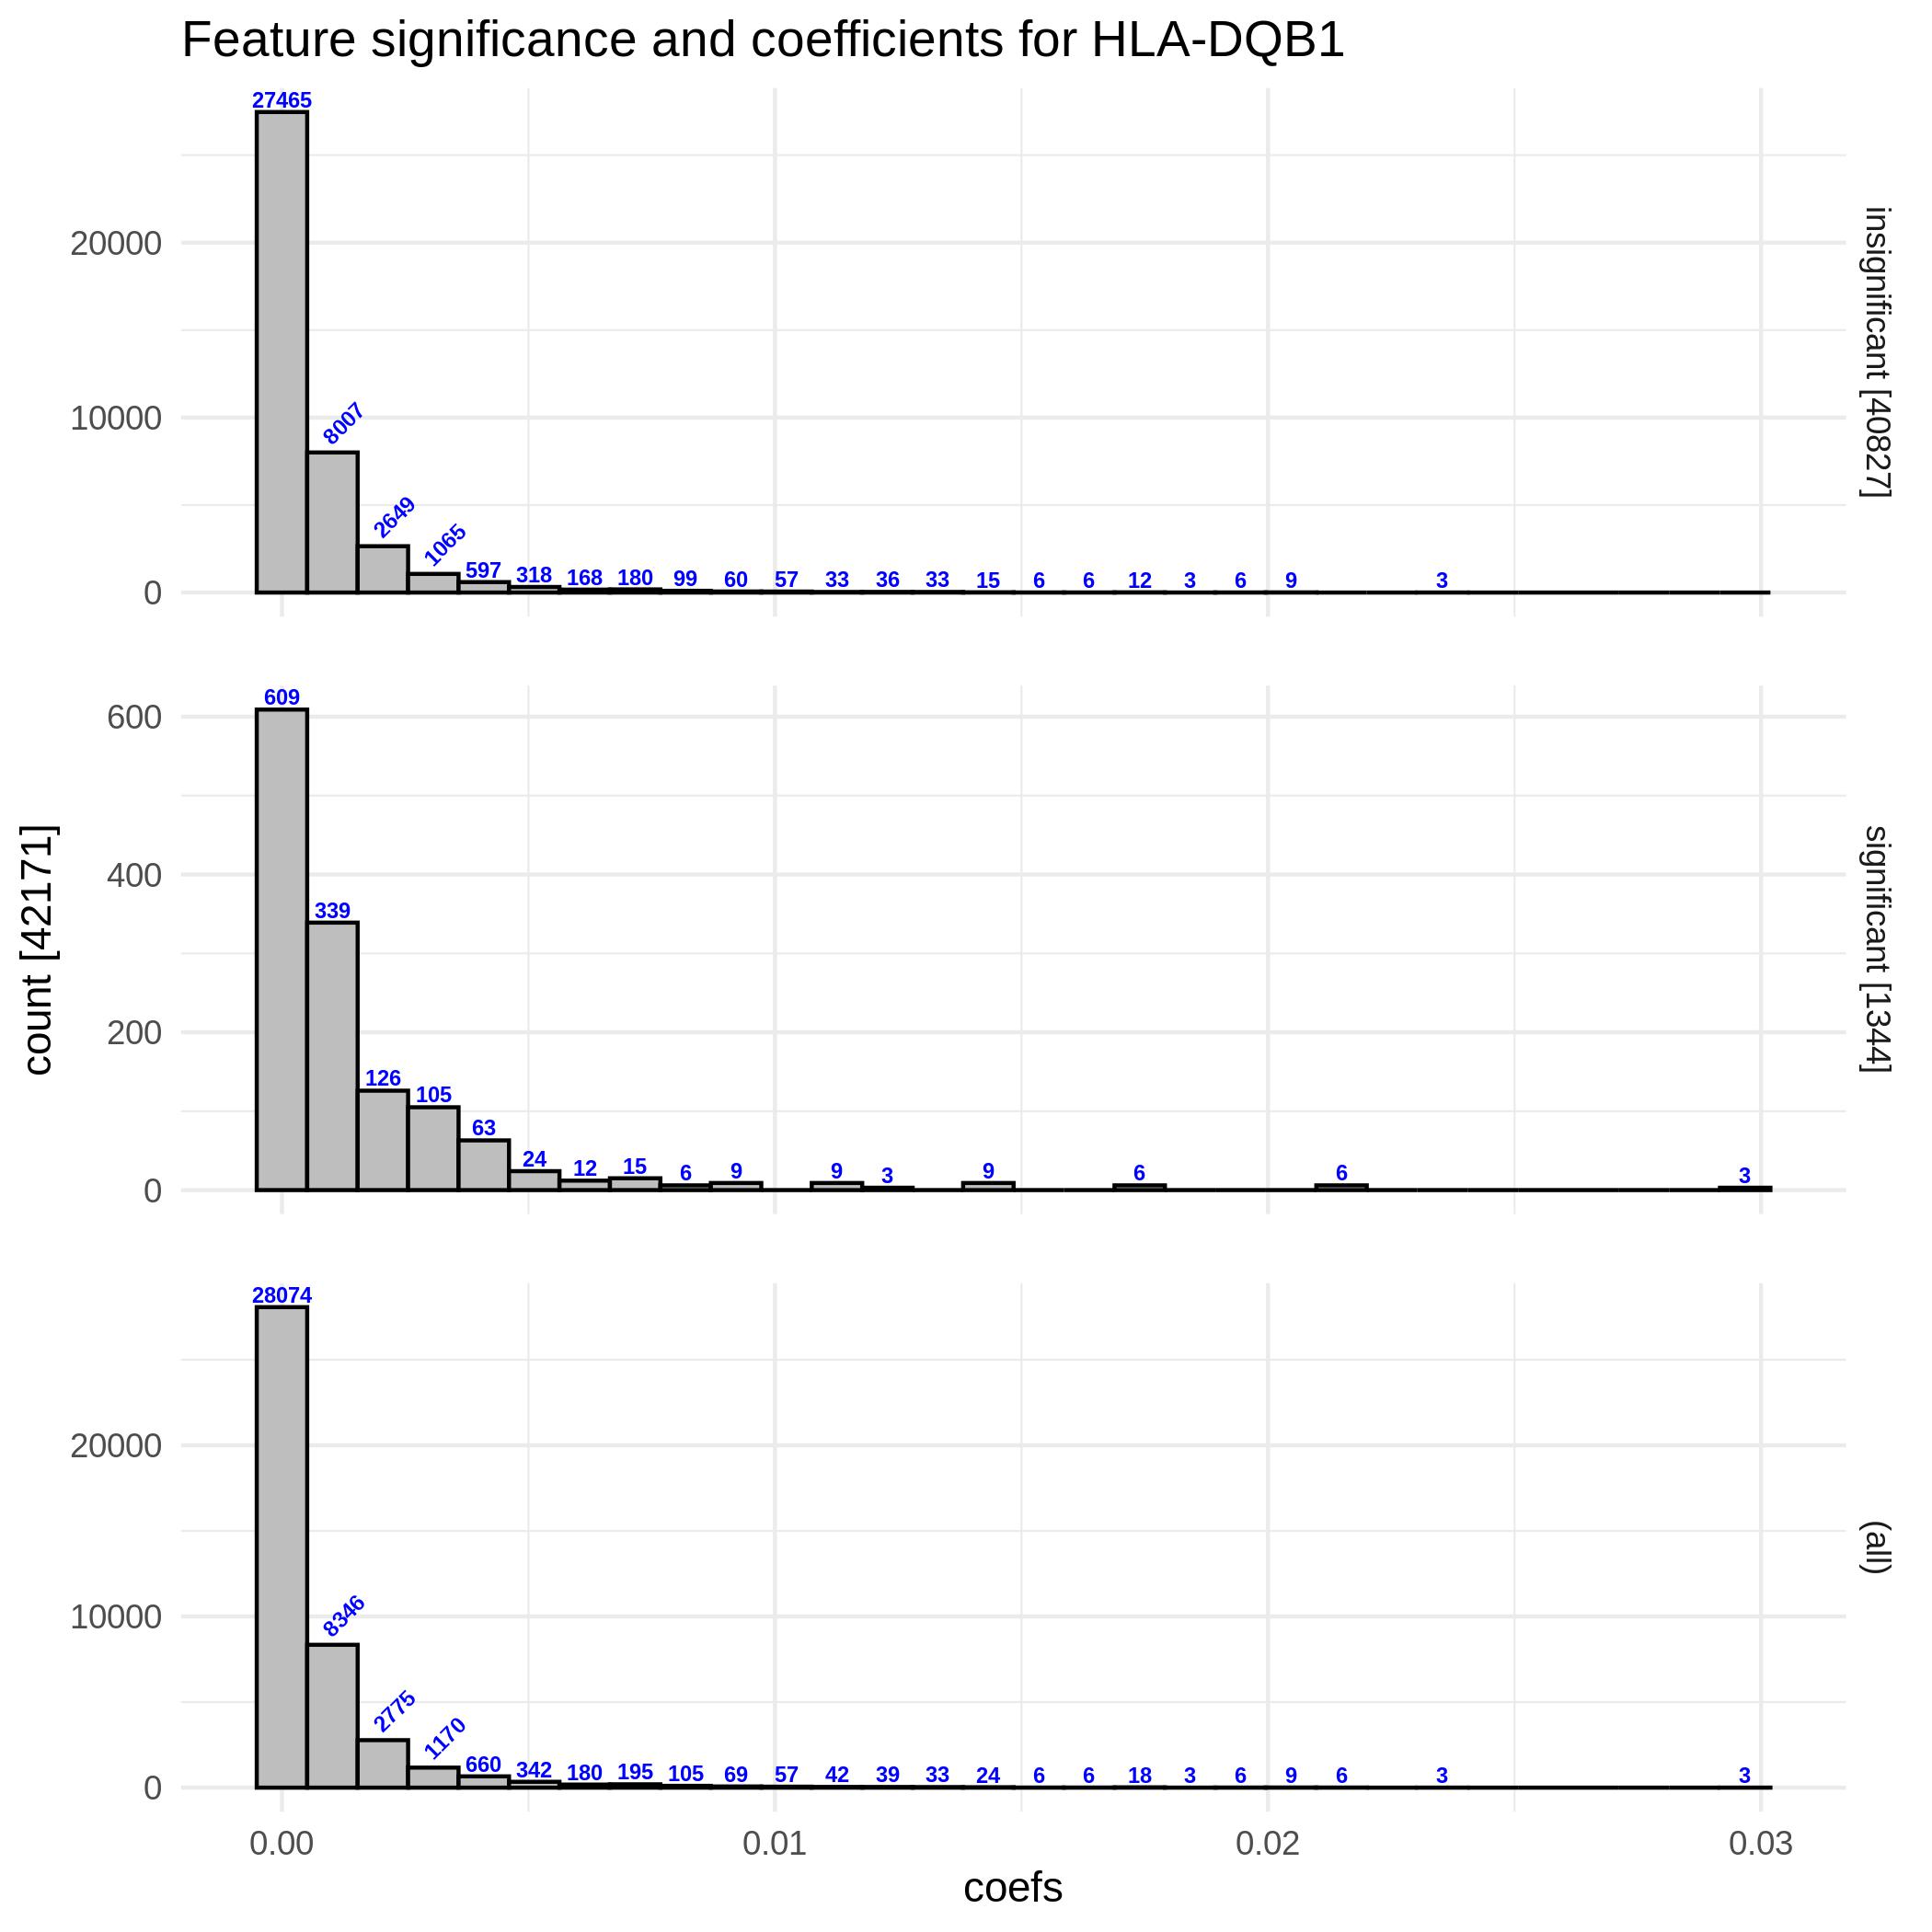 Feature significance and coefficients for HLA-DQB1
27465
8007
2649
1065
597 318 168 180 99 60 57 33 36 33 15 6 6 12 3 6 9 3
20000
10000
0
insignificant [40827]
609
339
126
105
63
24 12 15 6 9 9 3 9 6 6 3
600
400
200
0
significant [1344]
count [42171]
28074
8346
2775
1170
660 342 180 195 105 69 57 42 39 33 24 6 6 18 3 6 9 6 3 3
20000
10000
0
(all)
0.00 0.01 0.02 0.03
coefs